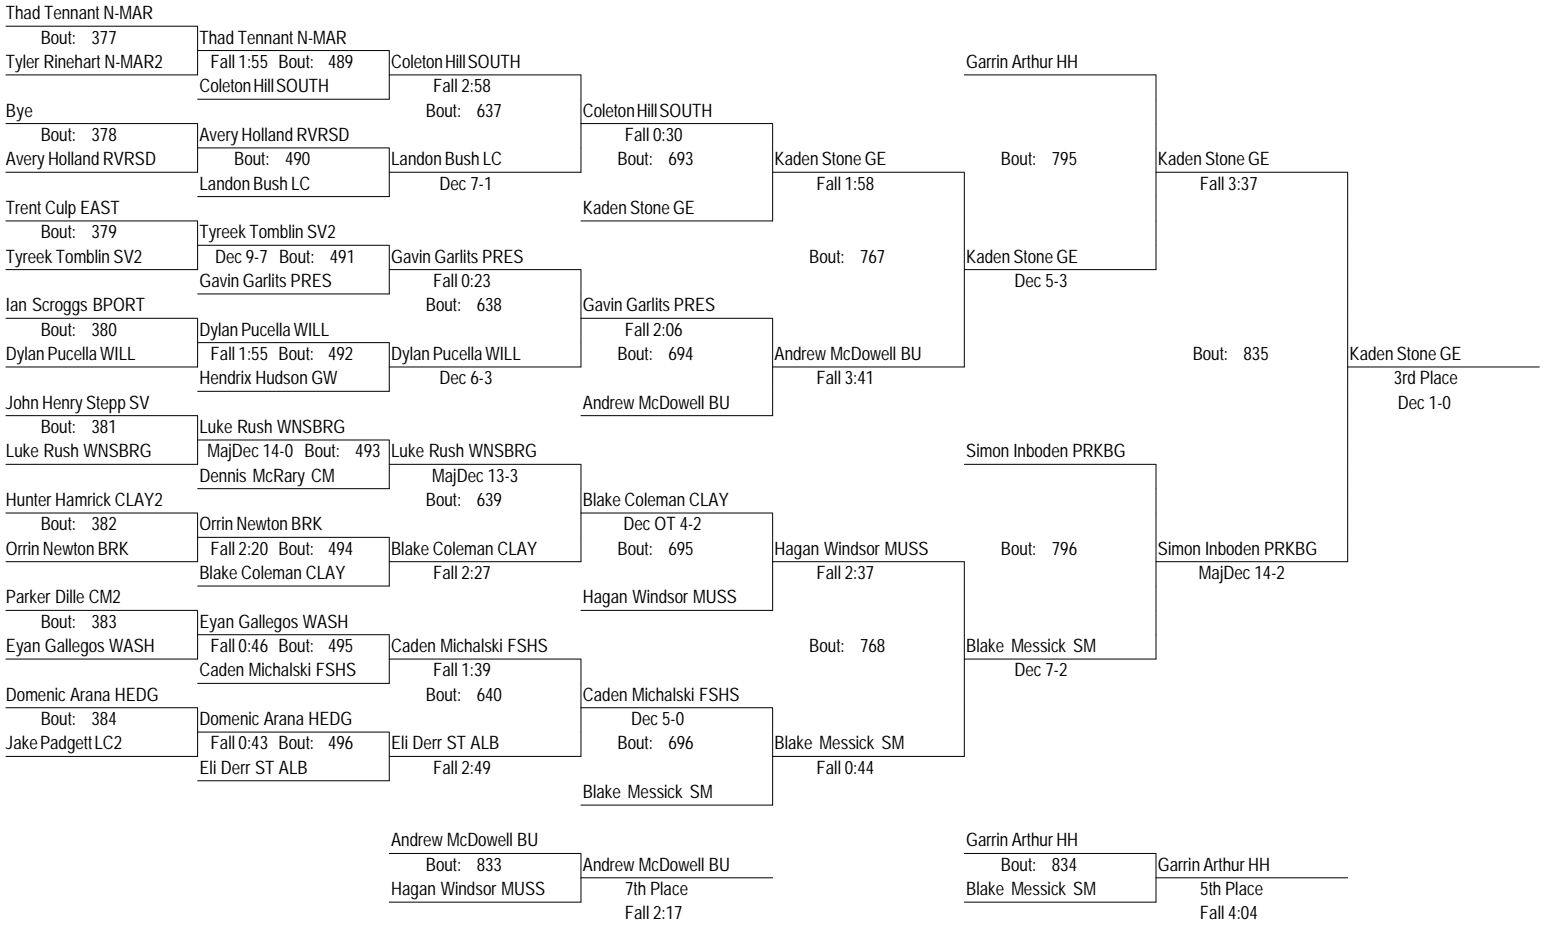 Thad Tennant N-MAR
Bout: 377
Tyler Rinehart N-MAR2
Bye
Bout: 378
Avery Holland RVRSD
Trent Culp EAST
Bout: 379
Tyreek Tomblin SV2
Ian Scroggs BPORT
Bout: 380
Dylan Pucella WILL
John Henry Stepp SV
Bout: 381
Luke Rush WNSBRG
Hunter Hamrick CLAY2
Bout: 382
Orrin Newton BRK
Parker Dille CM2
Bout: 383
Eyan Gallegos WASH
Domenic Arana HEDG
Bout: 384
Jake Padgett LC2
Thad Tennant N-MAR
Fall 1:55 Bout: 489
Coleton Hill SOUTH
Avery Holland RVRSD
Bout: 490
Landon Bush LC
Tyreek Tomblin SV2
Dec 9-7 Bout: 491
Gavin Garlits PRES
Dylan Pucella WILL
Fall 1:55 Bout: 492
Hendrix Hudson GW
Luke Rush WNSBRG
MajDec 14-0 Bout: 493
Dennis McRary CM
Orrin Newton BRK
Fall 2:20 Bout: 494
Blake Coleman CLAY
Eyan Gallegos WASH
Fall 0:46 Bout: 495
Caden Michalski FSHS
Domenic Arana HEDG
Fall 0:43 Bout: 496
Eli Derr ST ALB
Coleton Hill SOUTH
Fall 2:58
Bout: 637
Landon Bush LC
Dec 7-1
Gavin Garlits PRES
Fall 0:23
Bout: 638
Dylan Pucella WILL
Dec 6-3
Luke Rush WNSBRG
MajDec 13-3
Bout: 639
Blake Coleman CLAY
Fall 2:27
Caden Michalski FSHS
Fall 1:39
Bout: 640
Eli Derr ST ALB
Fall 2:49
Coleton Hill SOUTH
Fall 0:30
Bout: 693
Kaden Stone GE
Gavin Garlits PRES
Fall 2:06
Bout: 694
Andrew McDowell BU
Blake Coleman CLAY
Dec OT 4-2
Bout: 695
Hagan Windsor MUSS
Caden Michalski FSHS
Dec 5-0
Bout: 696
Blake Messick SM
Kaden Stone GE
Fall 1:58
Bout: 767
Andrew McDowell BU
Fall 3:41
Hagan Windsor MUSS
Fall 2:37
Bout: 768
Blake Messick SM
Fall 0:44
Garrin Arthur HH
Bout: 795
Kaden Stone GE
Dec 5-3
Simon Inboden PRKBG
Bout: 796
Blake Messick SM
Dec 7-2
Kaden Stone GE
Fall 3:37
Bout: 835
Simon Inboden PRKBG
MajDec 14-2
Kaden Stone GE
3rd Place
Dec 1-0
Andrew McDowell BU
Bout: 833
Hagan Windsor MUSS
Andrew McDowell BU
7th Place
Fall 2:17
Garrin Arthur HH
Bout: 834
Blake Messick SM
Garrin Arthur HH
5th Place
Fall 4:04